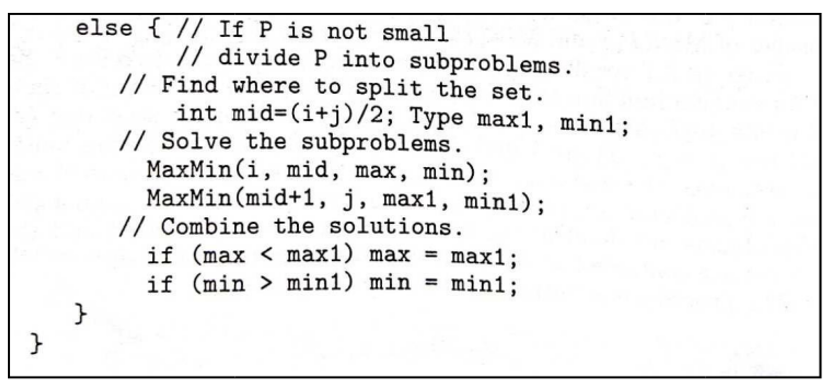 else { // If P is not small
// divide P into subproblems.
// Find where to split the set.
int mid=(i+j)/2; Type max1, min1;
// Solve the subproblems.
MaxMin(i, mid, max, min);
MaxMin(mid+1, j, max1, min1);
// Combine the solutions.
if (max < max1) max = max1;
if (min > min1) min = min1;
}
}